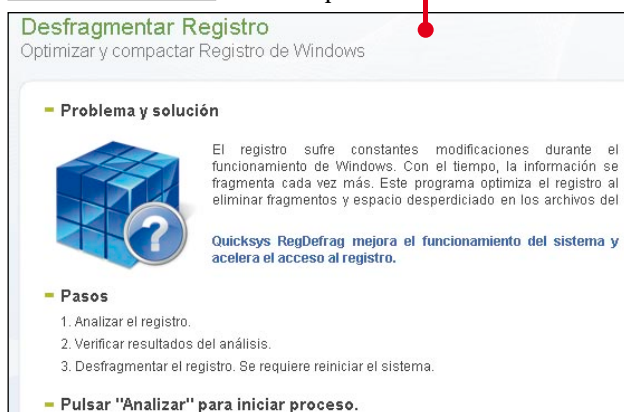 Desfragmentar Registro
Optimizar y compactar Registro de Windows
Problema y solución
El registro sufre constantes modificaciones durante el
funcionamiento de Windows. Con el tiempo, la información se
fragmenta cada vez más. Este programa optimiza el registro al
eliminar fragmentos y espacio desperdiciado en los archivos del
Quicksys RegDefrag mejora el funcionamiento del sistema y
acelera el acceso al registro.
Pasos
1. Analizar el registro.
2. Verificar resultados del análisis.
3. Desfragmentar el registro. Se requiere reiniciar el sistema.
Pulsar "Analizar" para iniciar proceso.